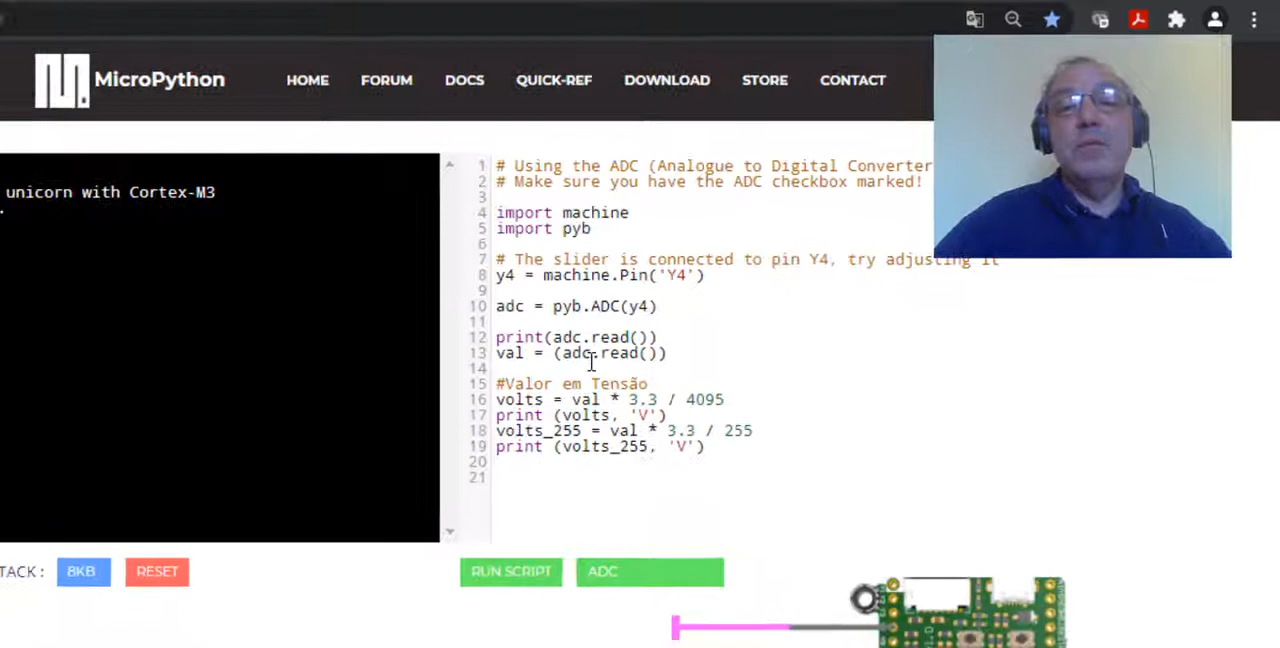 MicroPython
HOME FORUM DOCS QUICK-REF DOWNLOAD STORE CONTACT
unicorn with Cortex-M3
.
1 # Using the ADC (Analogue to Digital Converter
2 # Make sure you have the ADC checkbox marked!
3
4 import machine
5 import pyb
6
7 # The slider is connected to pin Y4, try adjusting it
8 y4 = machine.Pin('Y4')
9
10 adc = pyb.ADC(y4)
11
12 print(adc.read())
13 val = (adc.read())
14
15 #Valor em Tensão
16 volts = val * 3.3 / 4095
17 print (volts, 'V')
18 volts_255 = val * 3.3 / 255
19 print (volts_255, 'V')
20
21
TACK: 8KB RESET RUN SCRIPT ADC